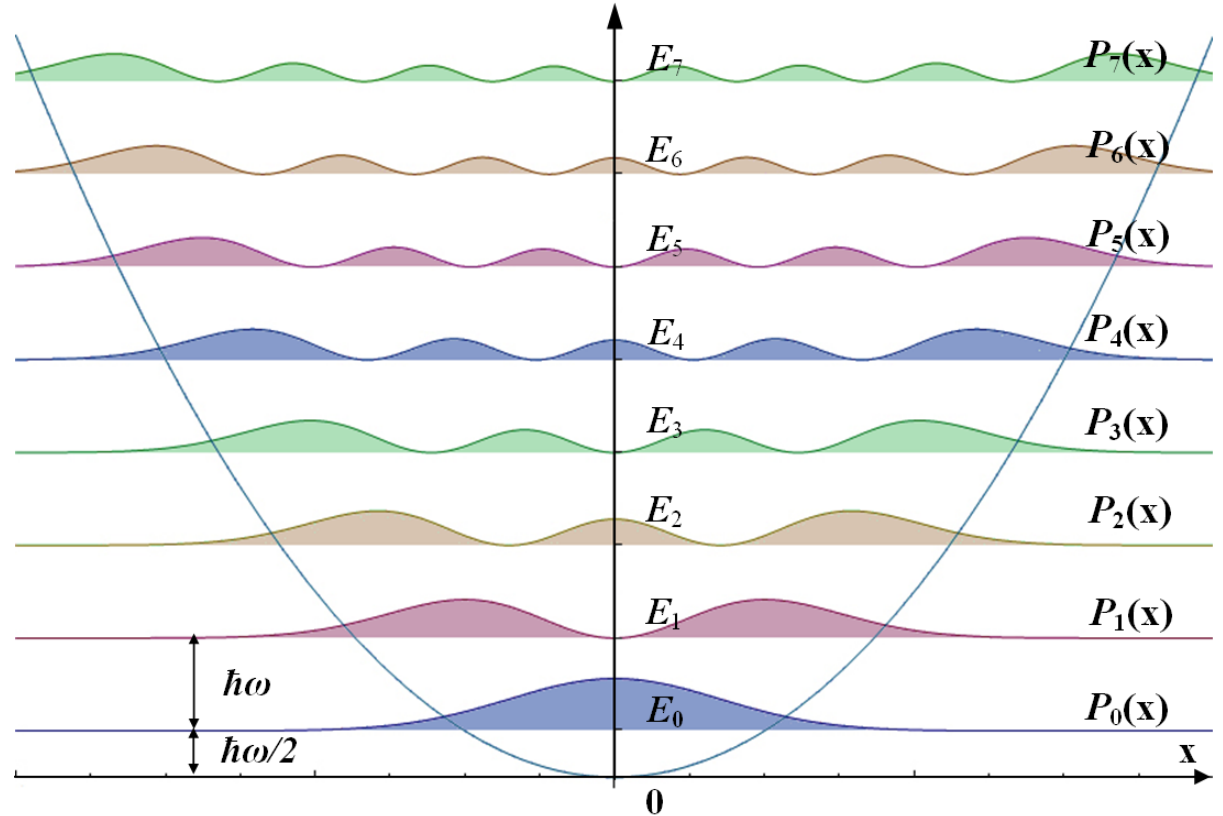 E₇ P₇(x)
E₆ P₆(x)
E₅ P₅(x)
E₄ P₄(x)
E₃ P₃(x)
E₂ P₂(x)
E₁ P₁(x)
ħω
E₀ P₀(x)
ħω/2
x
0